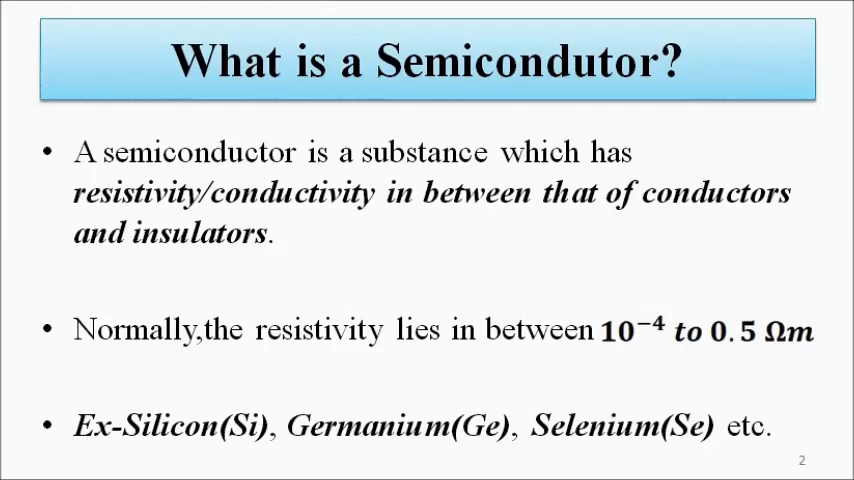 What is a Semicondutor?
• A semiconductor is a substance which has
resistivity/conductivity in between that of conductors
and insulators.
• Normally,the resistivity lies in between 10⁻⁴ to 0.5 Ωm
• Ex-Silicon(Si), Germanium(Ge), Selenium(Se) etc.
2